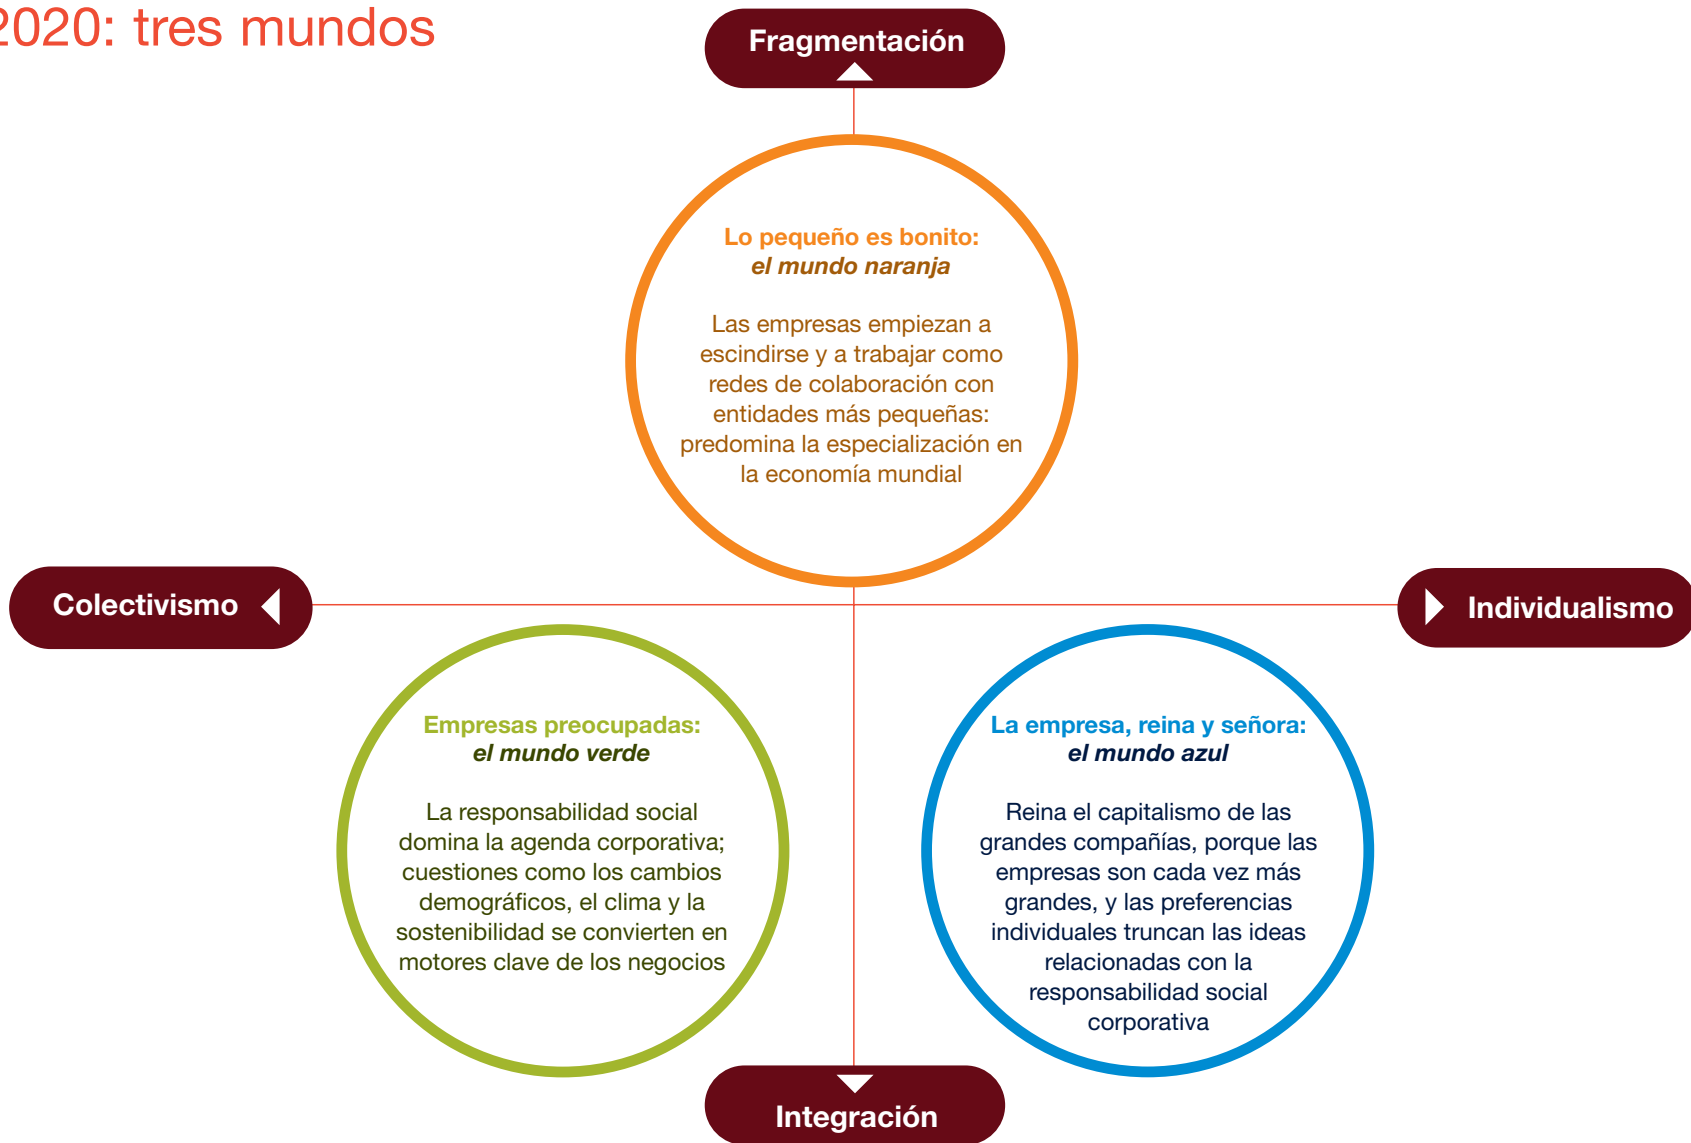 2020: tres mundos
Fragmentación
Lo pequeño es bonito:
el mundo naranja
Las empresas empiezan a
escindirse y a trabajar como
redes de colaboración con
entidades más pequeñas:
predomina la especialización en
la economía mundial
Colectivismo
Individualismo
Empresas preocupadas:
el mundo verde
La responsabilidad social
domina la agenda corporativa;
cuestiones como los cambios
demográficos, el clima y la
sostenibilidad se convierten en
motores clave de los negocios
La empresa, reina y señora:
el mundo azul
Reina el capitalismo de las
grandes compañías, porque las
empresas son cada vez más
grandes, y las preferencias
individuales truncan las ideas
relacionadas con la
responsabilidad social
corporativa
Integración